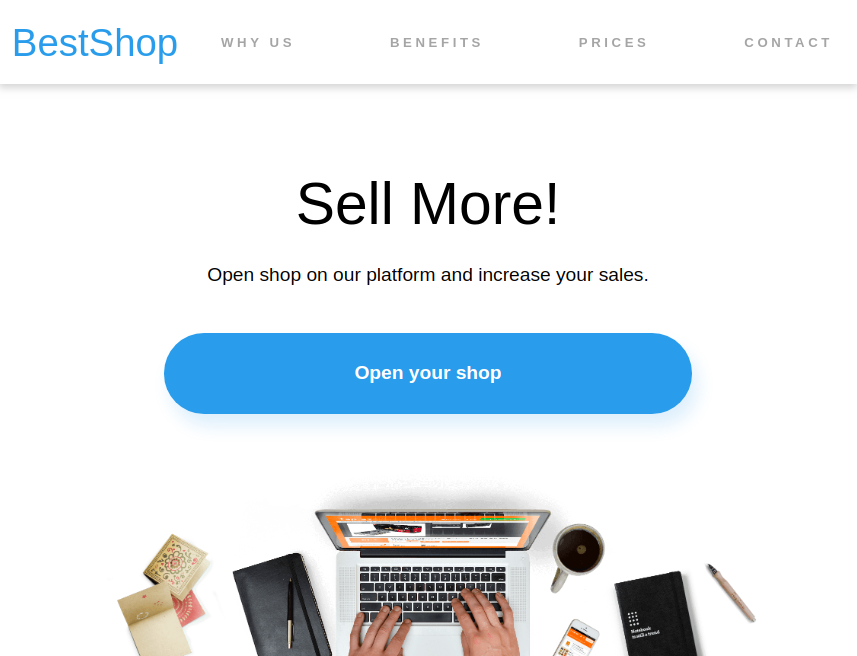 BestShop
WHY US
BENEFITS
PRICES
CONTACT
Sell More!
Open shop on our platform and increase your sales.
Open your shop
Notebook